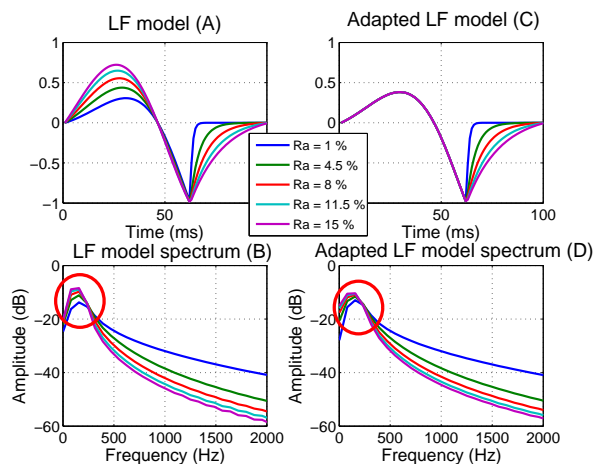 LF model (A)
Adapted LF model (C)
1
0.5
0
−0.5
−1
0
50
Time (ms)
1
0.5
0
−0.5
−1
0
50
100
Time (ms)
Ra = 1 %
Ra = 4.5 %
Ra = 8 %
Ra = 11.5 %
Ra = 15 %
LF model spectrum (B)
Adapted LF model spectrum (D)
0
−20
−40
−60
Amplitude (dB)
0
500
1000
1500
2000
Frequency (Hz)
0
−20
−40
−60
Amplitude (dB)
0
500
1000
1500
2000
Frequency (Hz)